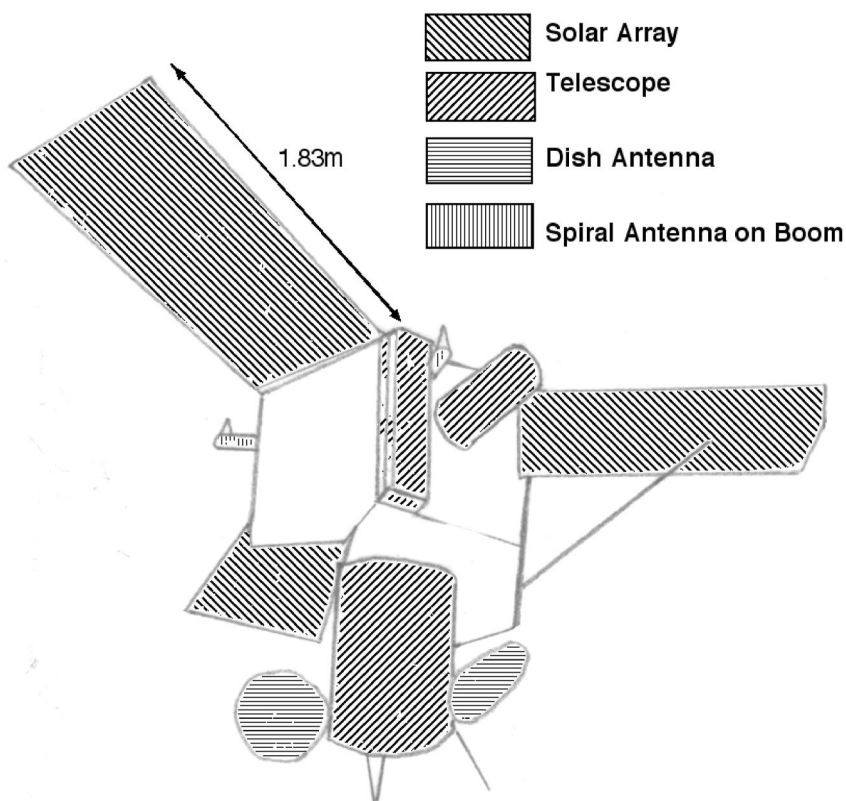 Solar Array
Telescope
1.83m
Dish Antenna
Spiral Antenna on Boom